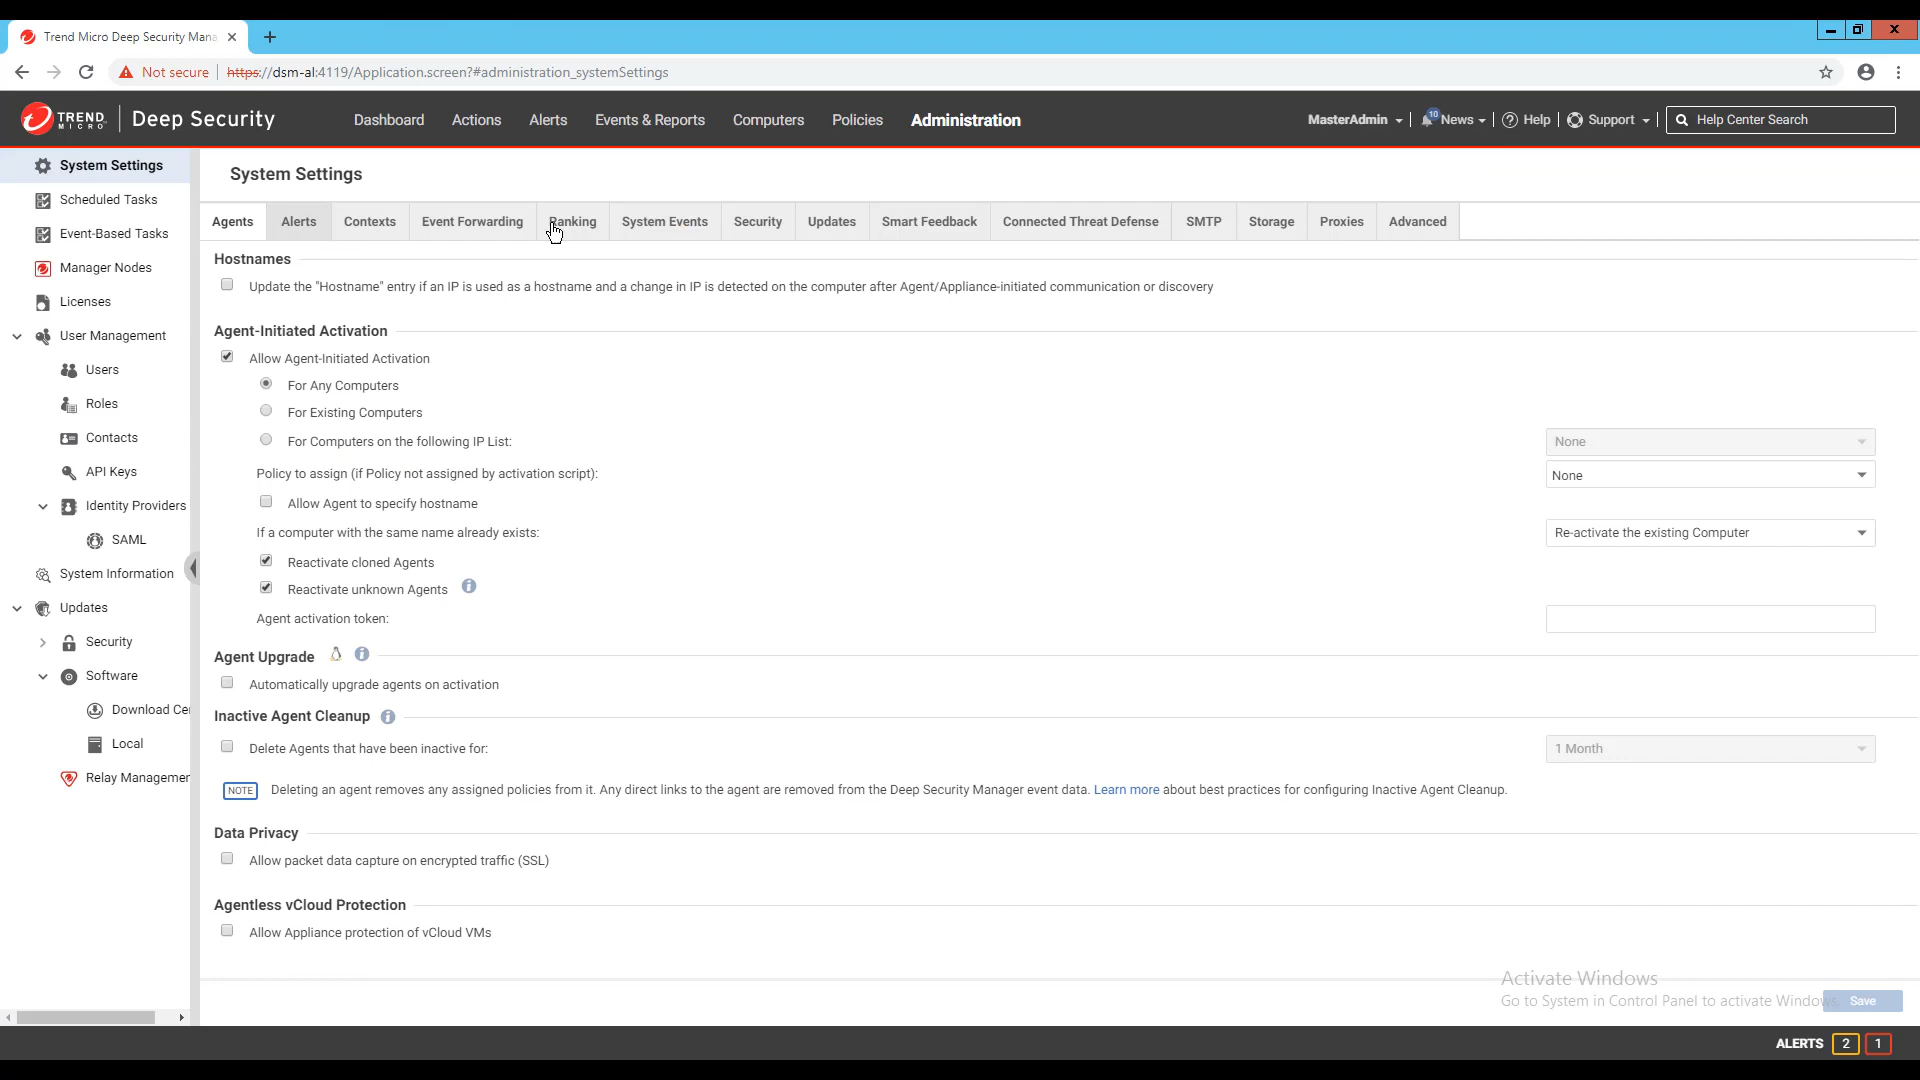 Trend Micro Deep Security Mana
Not secure https://dsm-al:4119/Application.screen?#administration_systemSettings
TREND MICRO Deep Security Dashboard Actions Alerts Events & Reports Computers Policies Administration MasterAdmin 10 News Help Support Help Center Search
System Settings
Scheduled Tasks
Event-Based Tasks
Manager Nodes
Licenses
User Management
Users
Roles
Contacts
API Keys
Identity Providers
SAML
System Information
Updates
Security
Software
Download Ce
Local
Relay Managemer
System Settings
Agents Alerts Contexts Event Forwarding Ranking System Events Security Updates Smart Feedback Connected Threat Defense SMTP Storage Proxies Advanced
Hostnames
Update the "Hostname" entry if an IP is used as a hostname and a change in IP is detected on the computer after Agent/Appliance-initiated communication or discovery
Agent-Initiated Activation
Allow Agent-Initiated Activation
For Any Computers
For Existing Computers
For Computers on the following IP List: None
Policy to assign (if Policy not assigned by activation script): None
Allow Agent to specify hostname
If a computer with the same name already exists: Re-activate the existing Computer
Reactivate cloned Agents
Reactivate unknown Agents
Agent activation token:
Agent Upgrade
Automatically upgrade agents on activation
Inactive Agent Cleanup
Delete Agents that have been inactive for: 1 Month
NOTE Deleting an agent removes any assigned policies from it. Any direct links to the agent are removed from the Deep Security Manager event data. Learn more about best practices for configuring Inactive Agent Cleanup.
Data Privacy
Allow packet data capture on encrypted traffic (SSL)
Agentless vCloud Protection
Allow Appliance protection of vCloud VMs
Activate Windows
Go to System in Control Panel to activate Windows.
Save
ALERTS 2 1